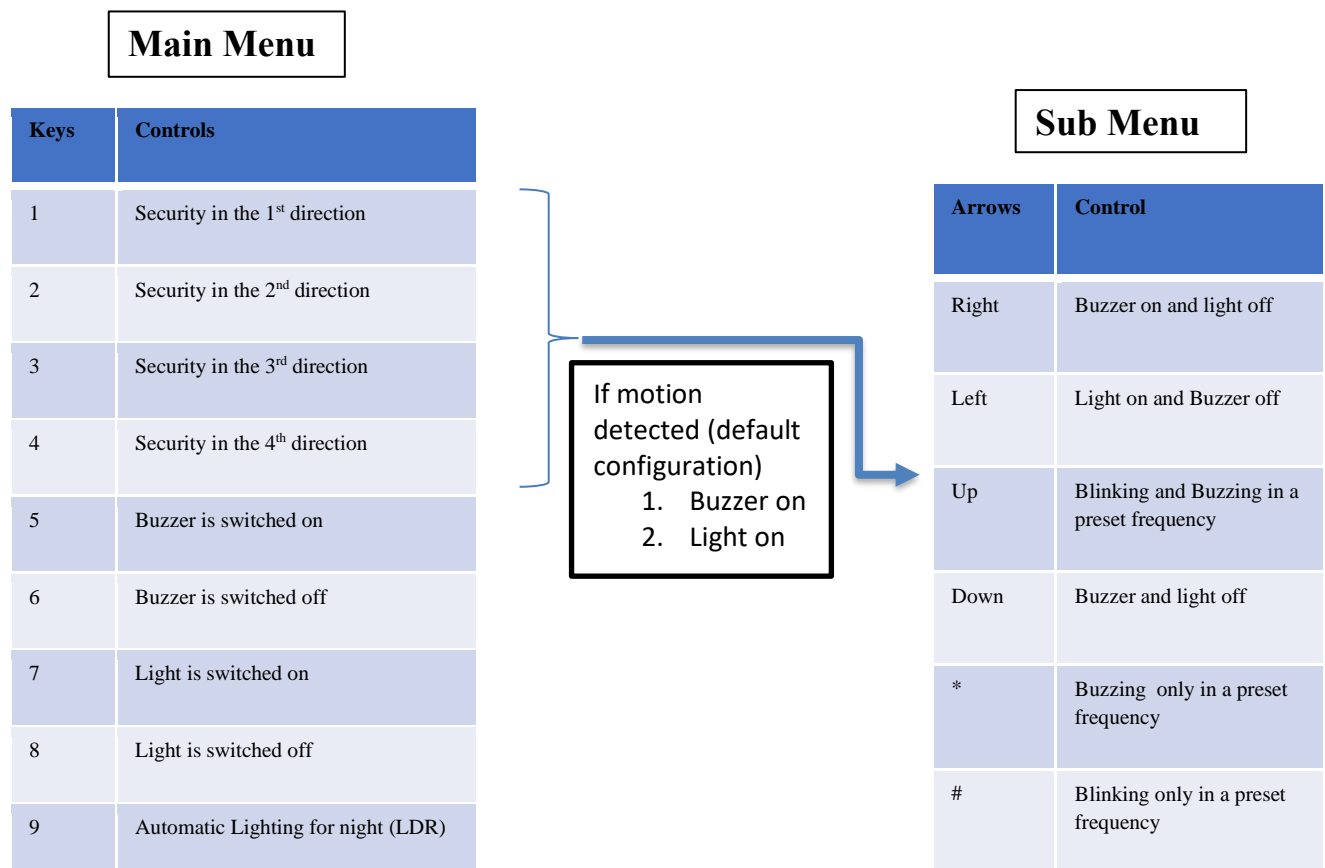 Main Menu
Keys Controls
1 Security in the 1st direction
2 Security in the 2nd direction
3 Security in the 3rd direction
4 Security in the 4th direction
5 Buzzer is switched on
6 Buzzer is switched off
7 Light is switched on
8 Light is switched off
9 Automatic Lighting for night (LDR)
If motion
detected (default
configuration)
1. Buzzer on
2. Light on
Sub Menu
Arrows Control
Right Buzzer on and light off
Left Light on and Buzzer off
Up Blinking and Buzzing in a
preset frequency
Down Buzzer and light off
* Buzzing only in a preset
frequency
# Blinking only in a preset
frequency